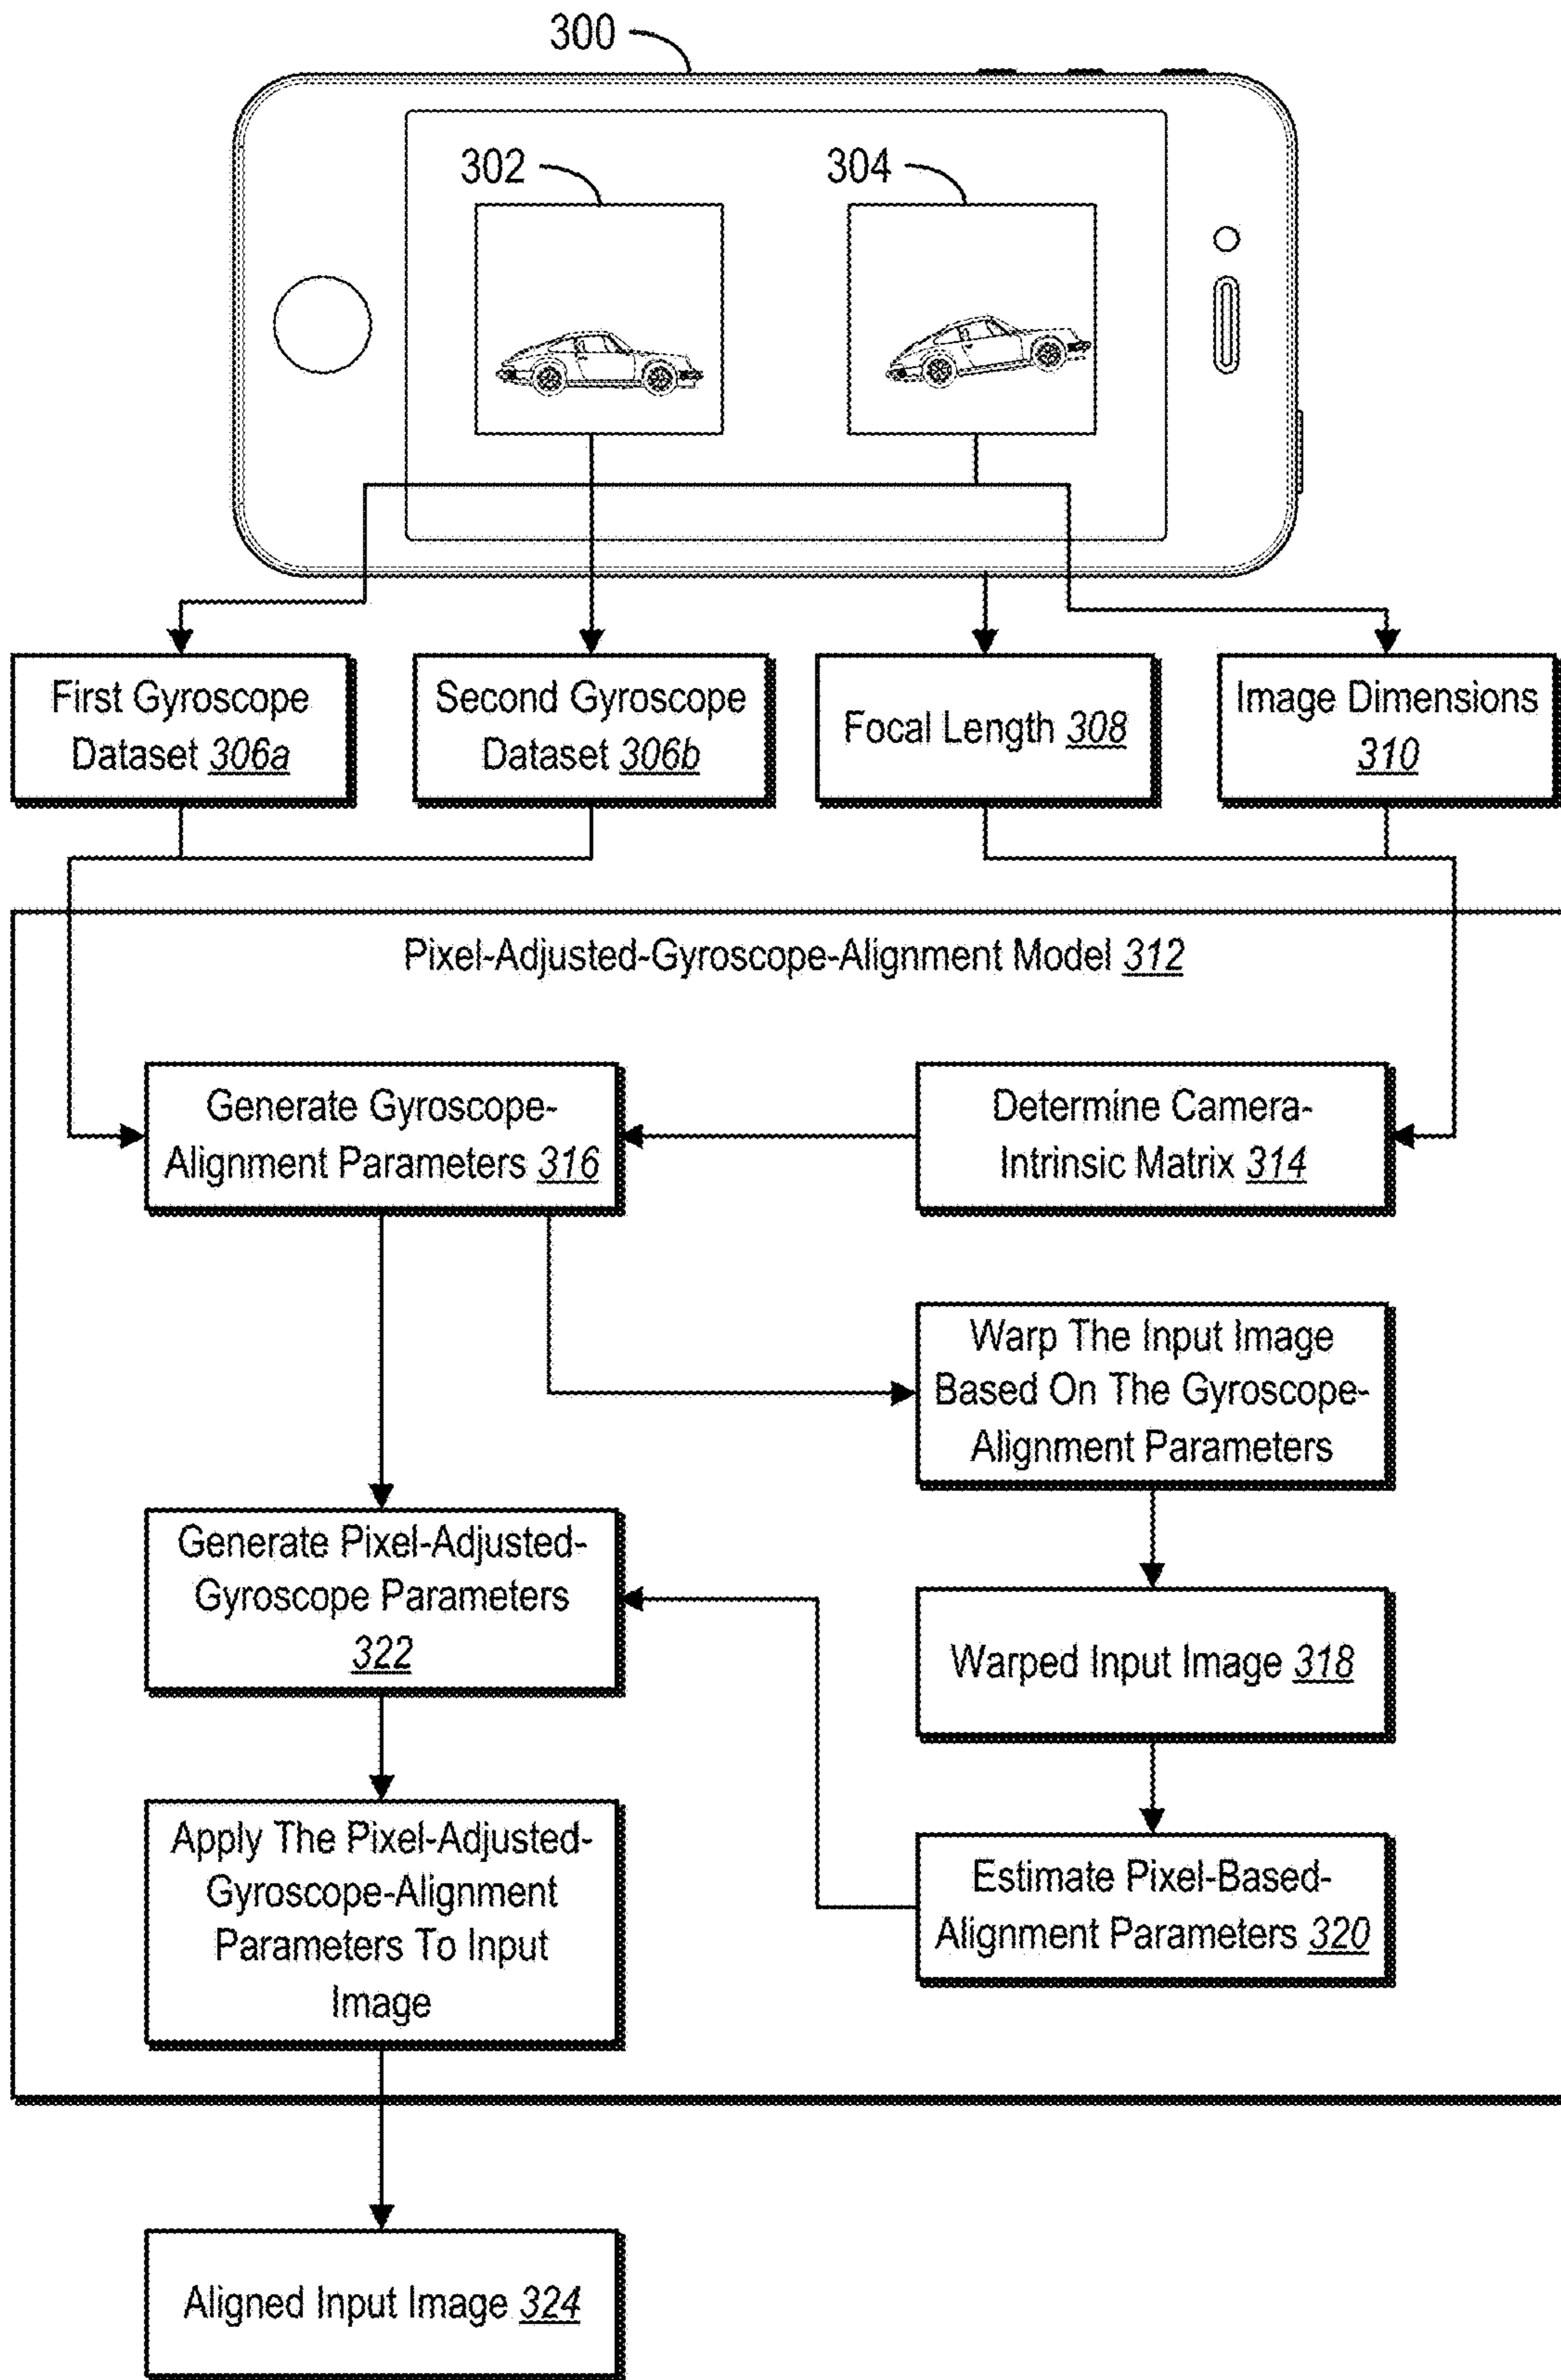 300
302
304
First Gyroscope
Dataset 306a
Second Gyroscope
Dataset 306b
Focal Length 308
Image Dimensions
310
Pixel-Adjusted-Gyroscope-Alignment Model 312
Generate Gyroscope-
Alignment Parameters 316
Determine Camera-
Intrinsic Matrix 314
Warp The Input Image
Based On The Gyroscope-
Alignment Parameters
Generate Pixel-Adjusted-
Gyroscope Parameters
322
Warped Input Image 318
Apply The Pixel-Adjusted-
Gyroscope-Alignment
Parameters To Input
Image
Estimate Pixel-Based-
Alignment Parameters 320
Aligned Input Image 324